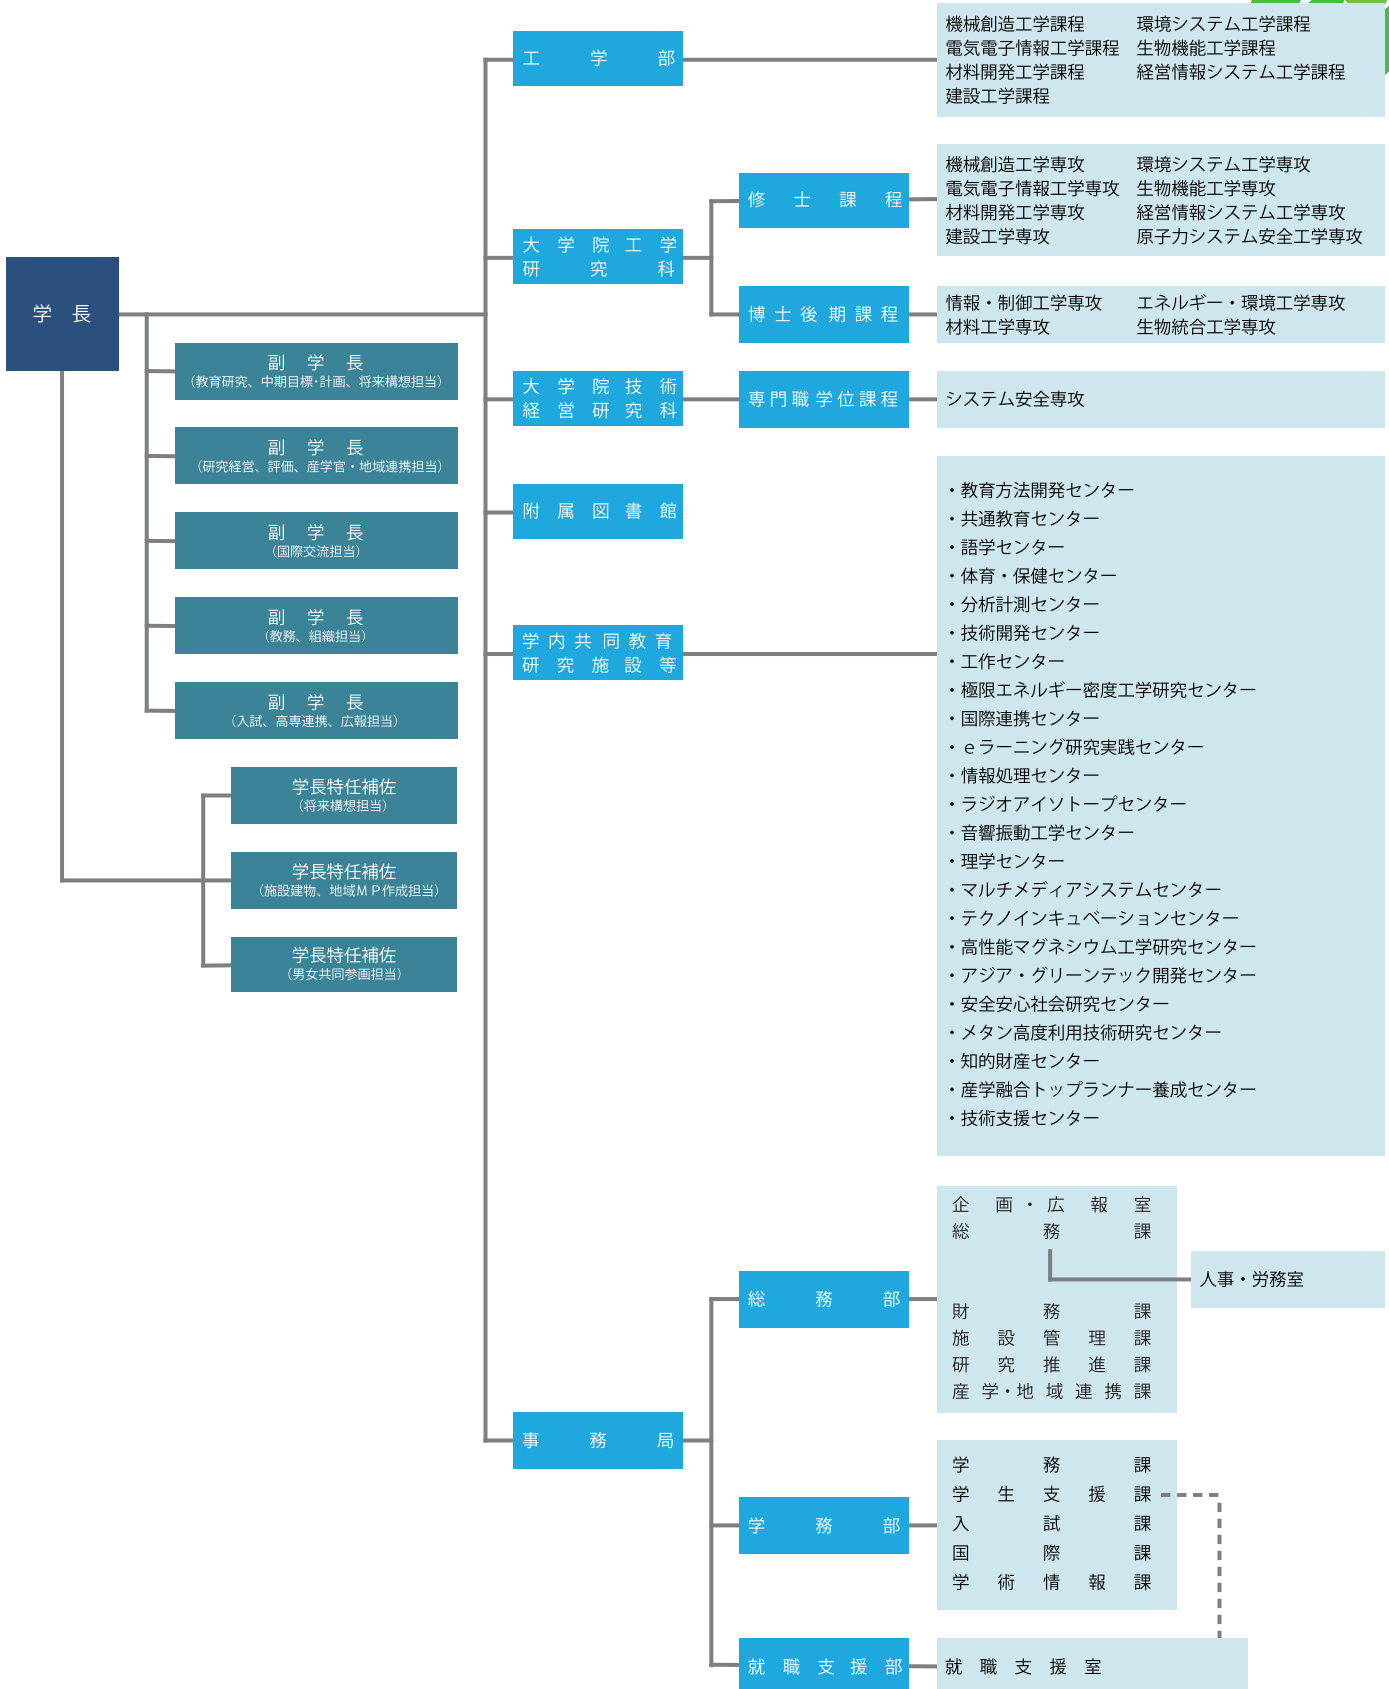 学長
副学長
（教育研究、中期目標・計画、将来構想担当）
副学長
（研究経営、評価、産学官・地域連携担当）
副学長
（国際交流担当）
副学長
（教務、組織担当）
副学長
（入試、高専連携、広報担当）
学長特任補佐
（将来構想担当）
学長特任補佐
（施設建物、地域ＭＰ作成担当）
学長特任補佐
（男女共同参画担当）
工学部
機械創造工学課程 環境システム工学課程
電気電子情報工学課程 生物機能工学課程
材料開発工学課程 経営情報システム工学課程
建設工学課程
大学院工学
研究科
修士課程
機械創造工学専攻 環境システム工学専攻
電気電子情報工学専攻 生物機能工学専攻
材料開発工学専攻 経営情報システム工学専攻
建設工学専攻 原子力システム安全工学専攻
博士後期課程
情報・制御工学専攻 エネルギー・環境工学専攻
材料工学専攻 生物統合工学専攻
大学院技術
経営研究科
専門職学位課程
システム安全専攻
附属図書館
学内共同教育
研究施設等
・教育方法開発センター
・共通教育センター
・語学センター
・体育・保健センター
・分析計測センター
・技術開発センター
・工作センター
・極限エネルギー密度工学研究センター
・国際連携センター
・ｅラーニング研究実践センター
・情報処理センター
・ラジオアイソトープセンター
・音響振動工学センター
・理学センター
・マルチメディアシステムセンター
・テクノインキュベーションセンター
・高性能マグネシウム工学研究センター
・アジア・グリーンテック開発センター
・安全安心社会研究センター
・メタン高度利用技術研究センター
・知的財産センター
・産学融合トップランナー養成センター
・技術支援センター
事務局
総務部
企画・広報室
総務課
人事・労務室
財務課
施設管理課
研究推進課
産学・地域連携課
学務部
学務課
学生支援課
入試課
国際課
学術情報課
就職支援部
就職支援室